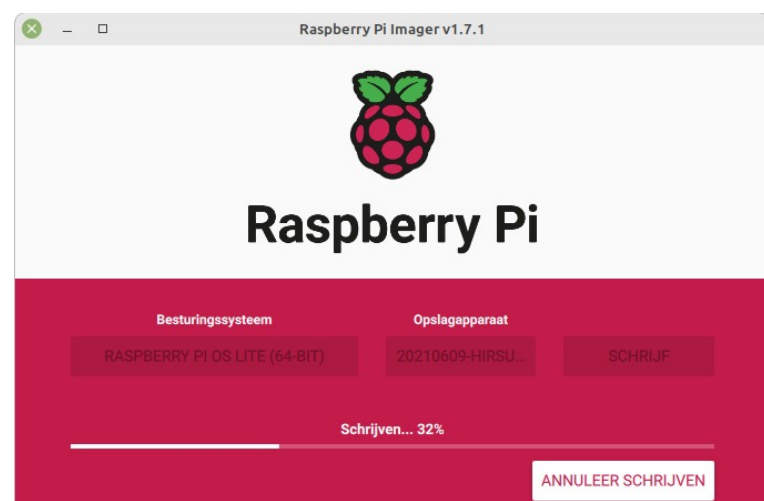 Raspberry Pi Imager v1.7.1
Raspberry Pi
Besturingssysteem Opslagapparaat
RASPBERRY PI OS LITE (64-BIT) 20210609-HIRSU... SCHRIJF
Schrijven... 32%
ANNULEER SCHRIJVEN